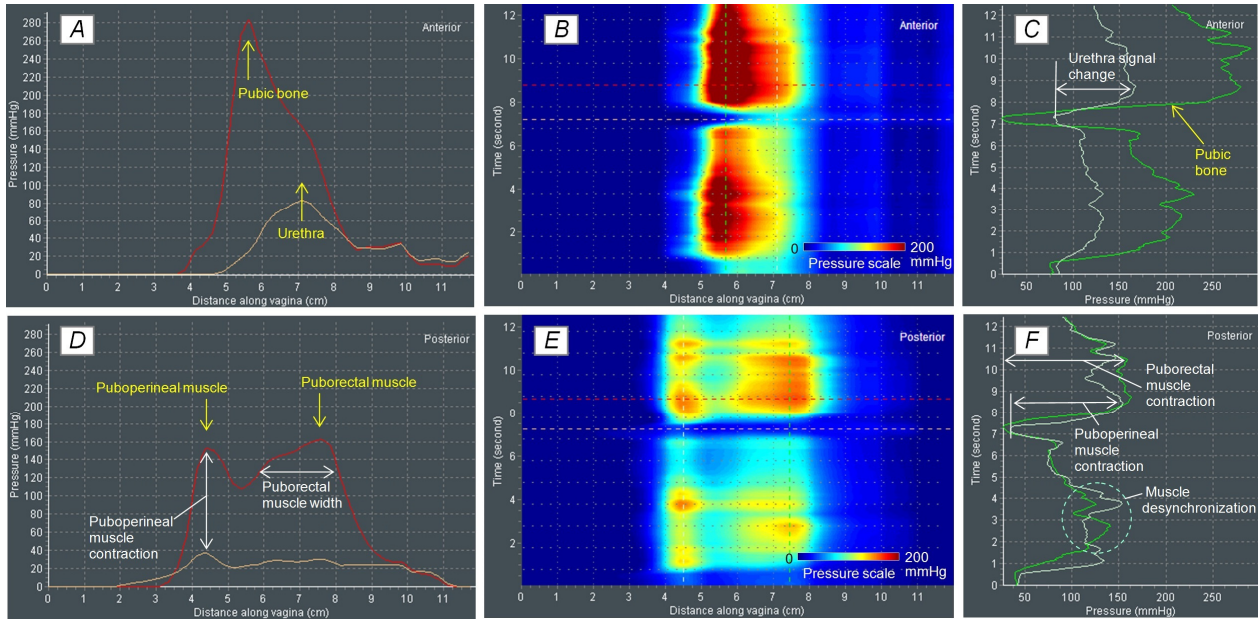 A
Anterior
Pressure (mmHg)
280
260
240
220
200
180
160
140
120
100
80
60
40
20
0
Pubic bone
Urethra
0 1 2 3 4 5 6 7 8 9 10 11
Distance along vagina (cm)
B
Anterior
Time (second)
12
10
8
6
4
2
0 200
Pressure scale mmHg
0 1 2 3 4 5 6 7 8 9 10 11
Distance along vagina (cm)
C
Anterior
Time (second)
12
11
10
9
8
7
6
5
4
3
2
1
0
Urethra signal
change
Pubic
bone
50 100 150 200 250
Pressure (mmHg)
D
Posterior
Pressure (mmHg)
280
260
240
220
200
180
160
140
120
100
80
60
40
20
0
Puboperineal muscle
Puborectal muscle
Puborectal
muscle width
Puboperineal
muscle
contraction
0 2 3 4 5 6 7 8 9 10 11
Distance along vagina (cm)
E
Posterior
Time (second)
12
10
8
6
4
2
0 200
Pressure scale mmHg
0 1 2 3 4 5 6 7 8 9 10 11
Distance along vagina (cm)
F
Posterior
Time (second)
12
11
10
9
8
7
6
5
4
3
2
1
0
Puborectal
muscle
contraction
Puboperineal
muscle
contraction
Muscle
desynchronization
50 100 150 200 250
Pressure (mmHg)